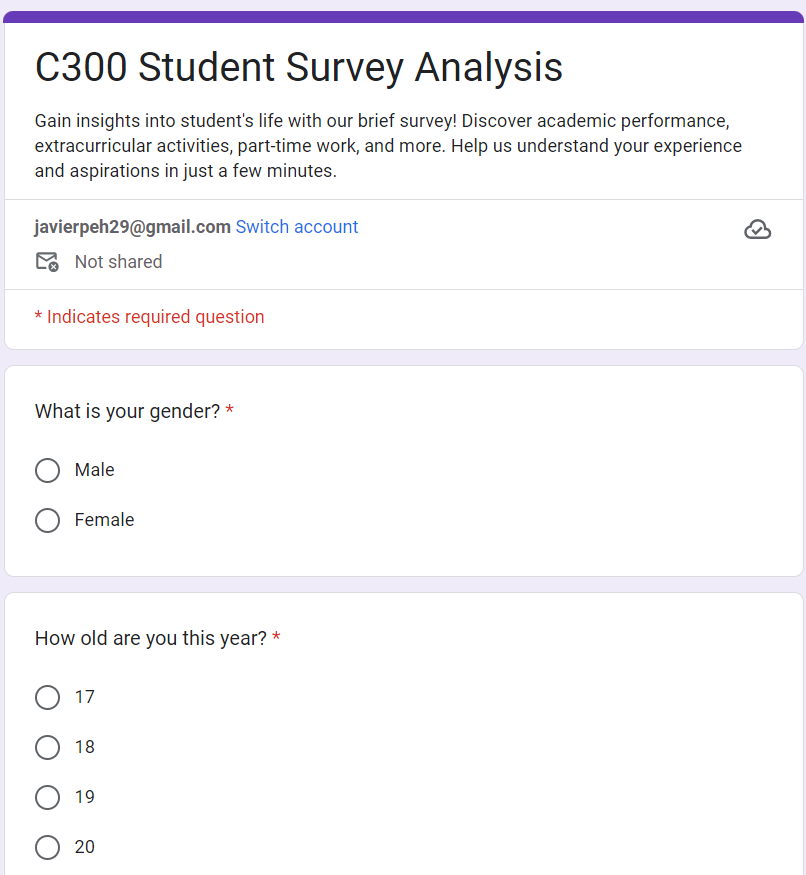 C300 Student Survey Analysis
Gain insights into student's life with our brief survey! Discover academic performance,
extracurricular activities, part-time work, and more. Help us understand your experience
and aspirations in just a few minutes.
javierpeh29@gmail.com Switch account
Not shared
* Indicates required question
What is your gender? *
Male
Female
How old are you this year? *
17
18
19
20